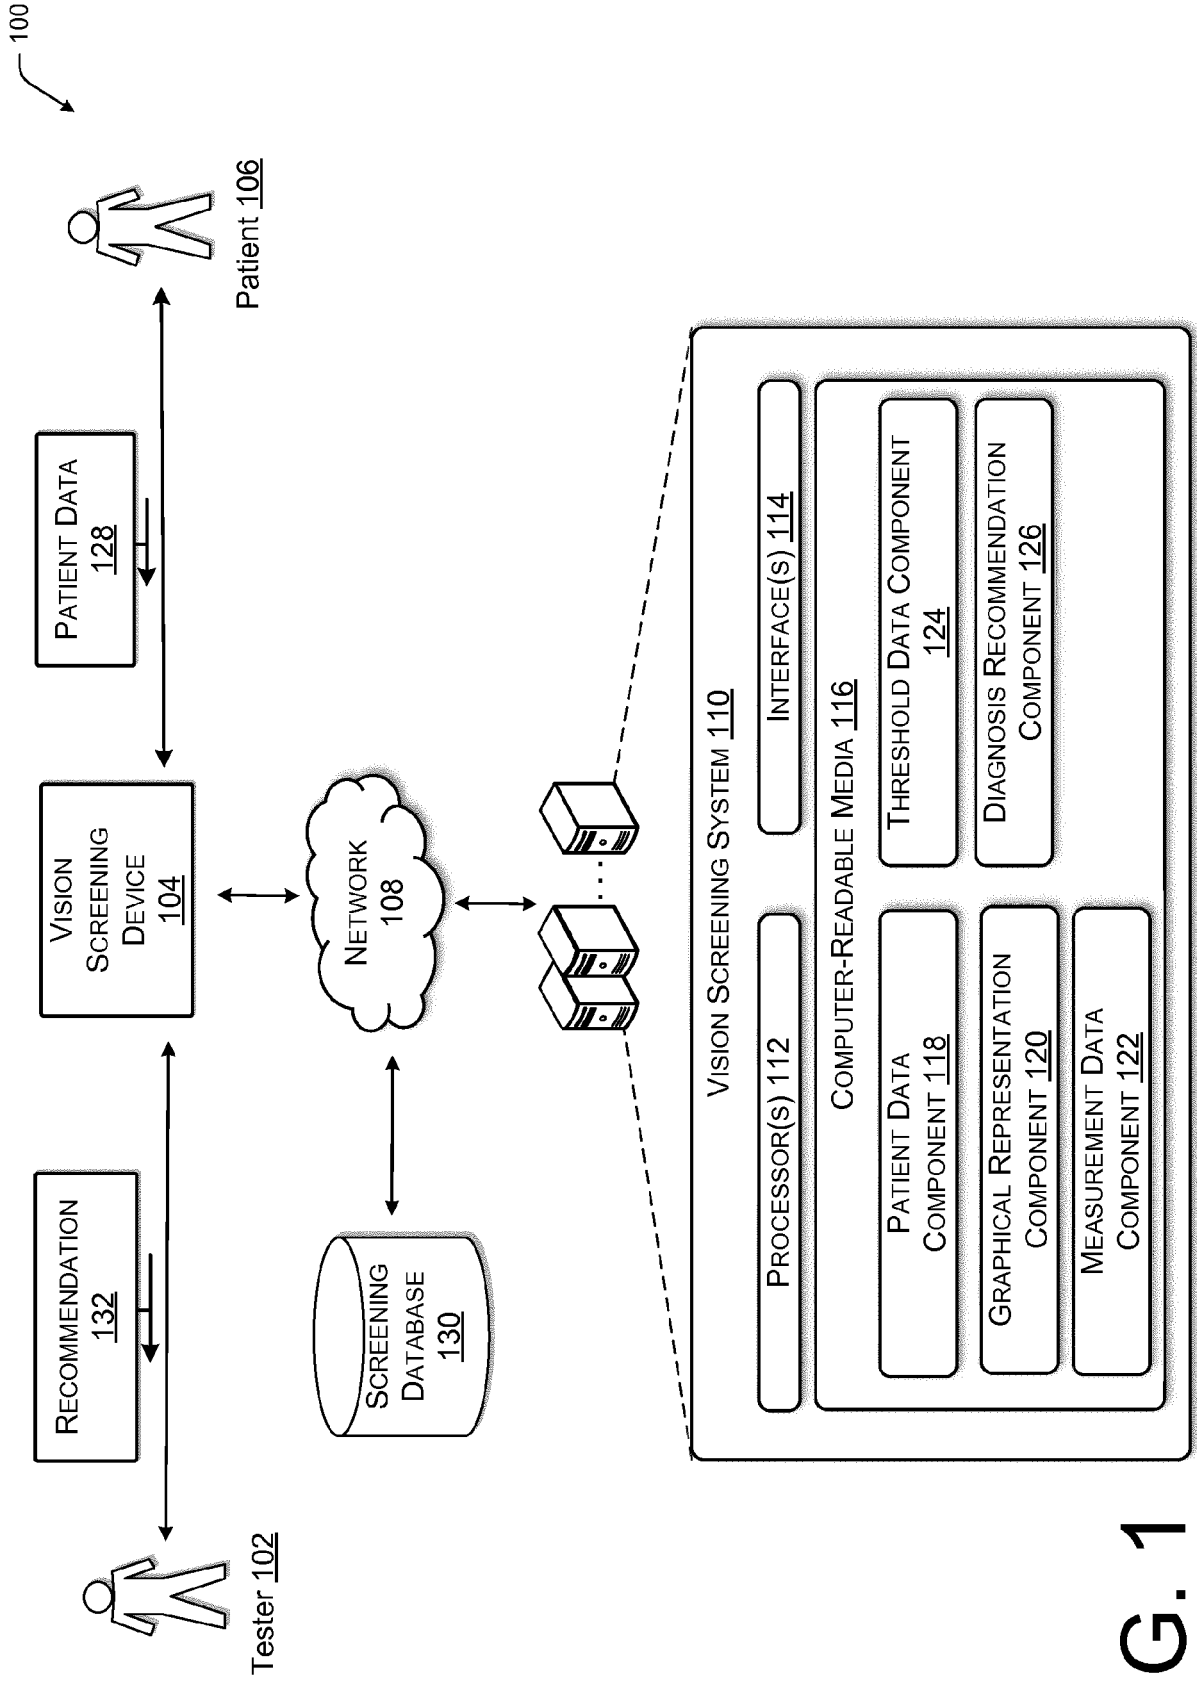 100
RECOMMENDATION
132
PATIENT DATA
128
VISION
SCREENING
DEVICE
104
Tester 102
Patient 106
NETWORK
108
SCREENING
DATABASE
130
VISION SCREENING SYSTEM 110
PROCESSOR(S) 112
INTERFACE(S) 114
COMPUTER-READABLE MEDIA 116
PATIENT DATA
COMPONENT 118
THRESHOLD DATA COMPONENT
124
GRAPHICAL REPRESENTATION
COMPONENT 120
DIAGNOSIS RECOMMENDATION
COMPONENT 126
MEASUREMENT DATA
COMPONENT 122
G. 1